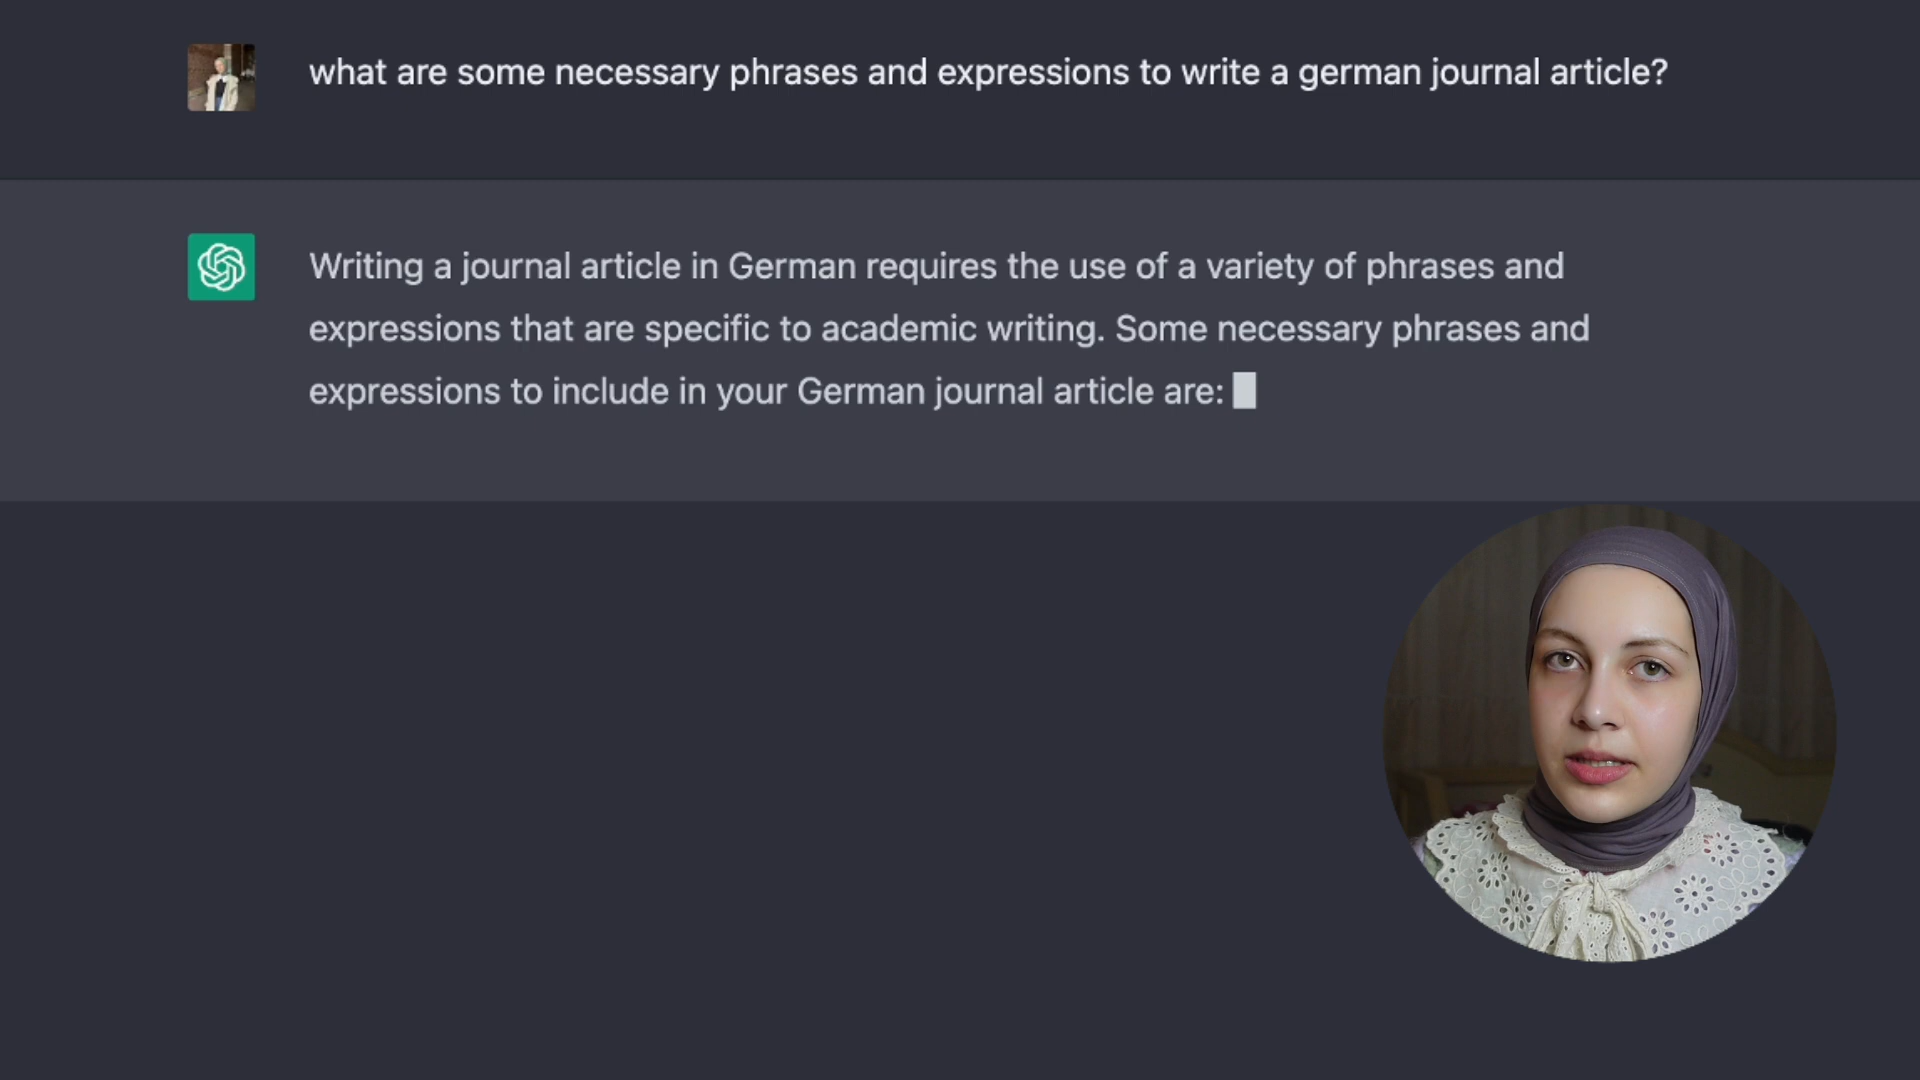 what are some necessary phrases and expressions to write a german journal article?
Writing a journal article in German requires the use of a variety of phrases and
expressions that are specific to academic writing. Some necessary phrases and
expressions to include in your German journal article are: